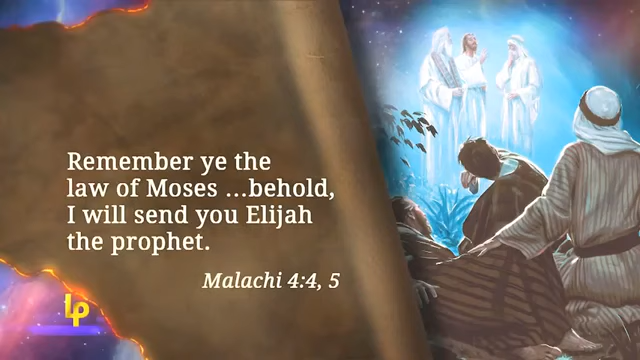 Remember ye the
law of Moses ...behold,
I will send you Elijah
the prophet.
Malachi 4:4, 5
Lp